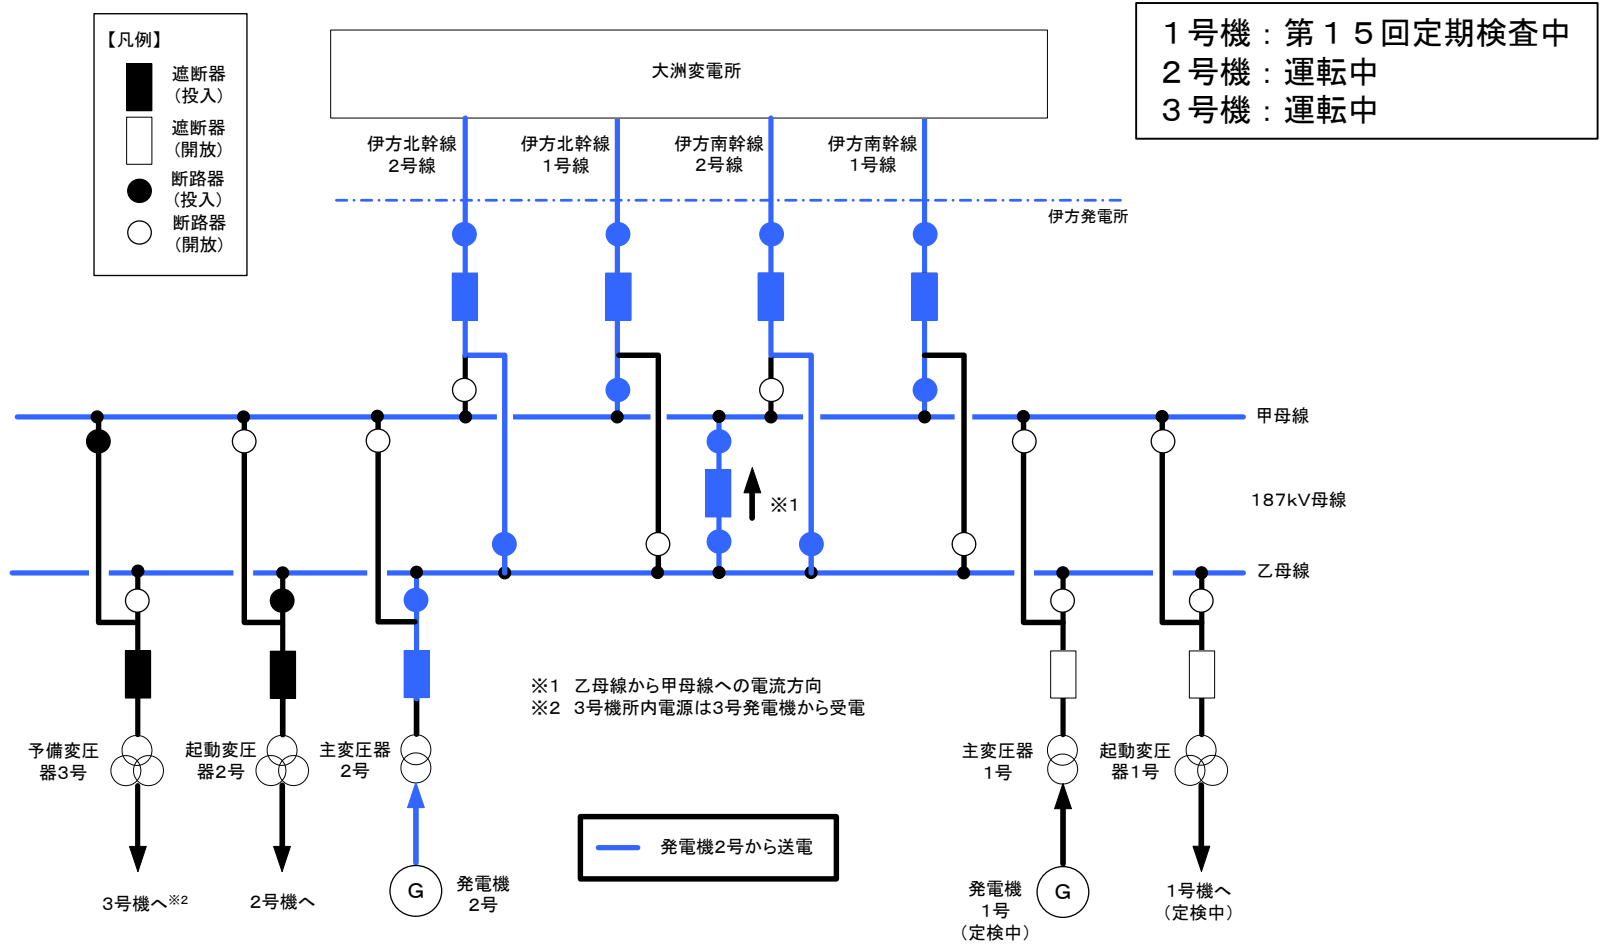 【凡例】
遮断器
（投入）
遮断器
（開放）
断路器
（投入）
断路器
（開放）
大洲変電所
1号機：第15回定期検査中
2号機：運転中
3号機：運転中
伊方北幹線
2号線
伊方北幹線
1号線
伊方南幹線
2号線
伊方南幹線
1号線
伊方発電所
甲母線
※1
187kV母線
乙母線
※1　乙母線から甲母線への電流方向
※2　3号機所内電源は3号発電機から受電
予備変圧
器3号
起動変圧
器2号
主変圧器
2号
主変圧器
1号
起動変圧
器1号
発電機2号から送電
3号機へ※2
2号機へ
G
発電機
2号
発電機
1号
（定検中）
G
1号機へ
（定検中）